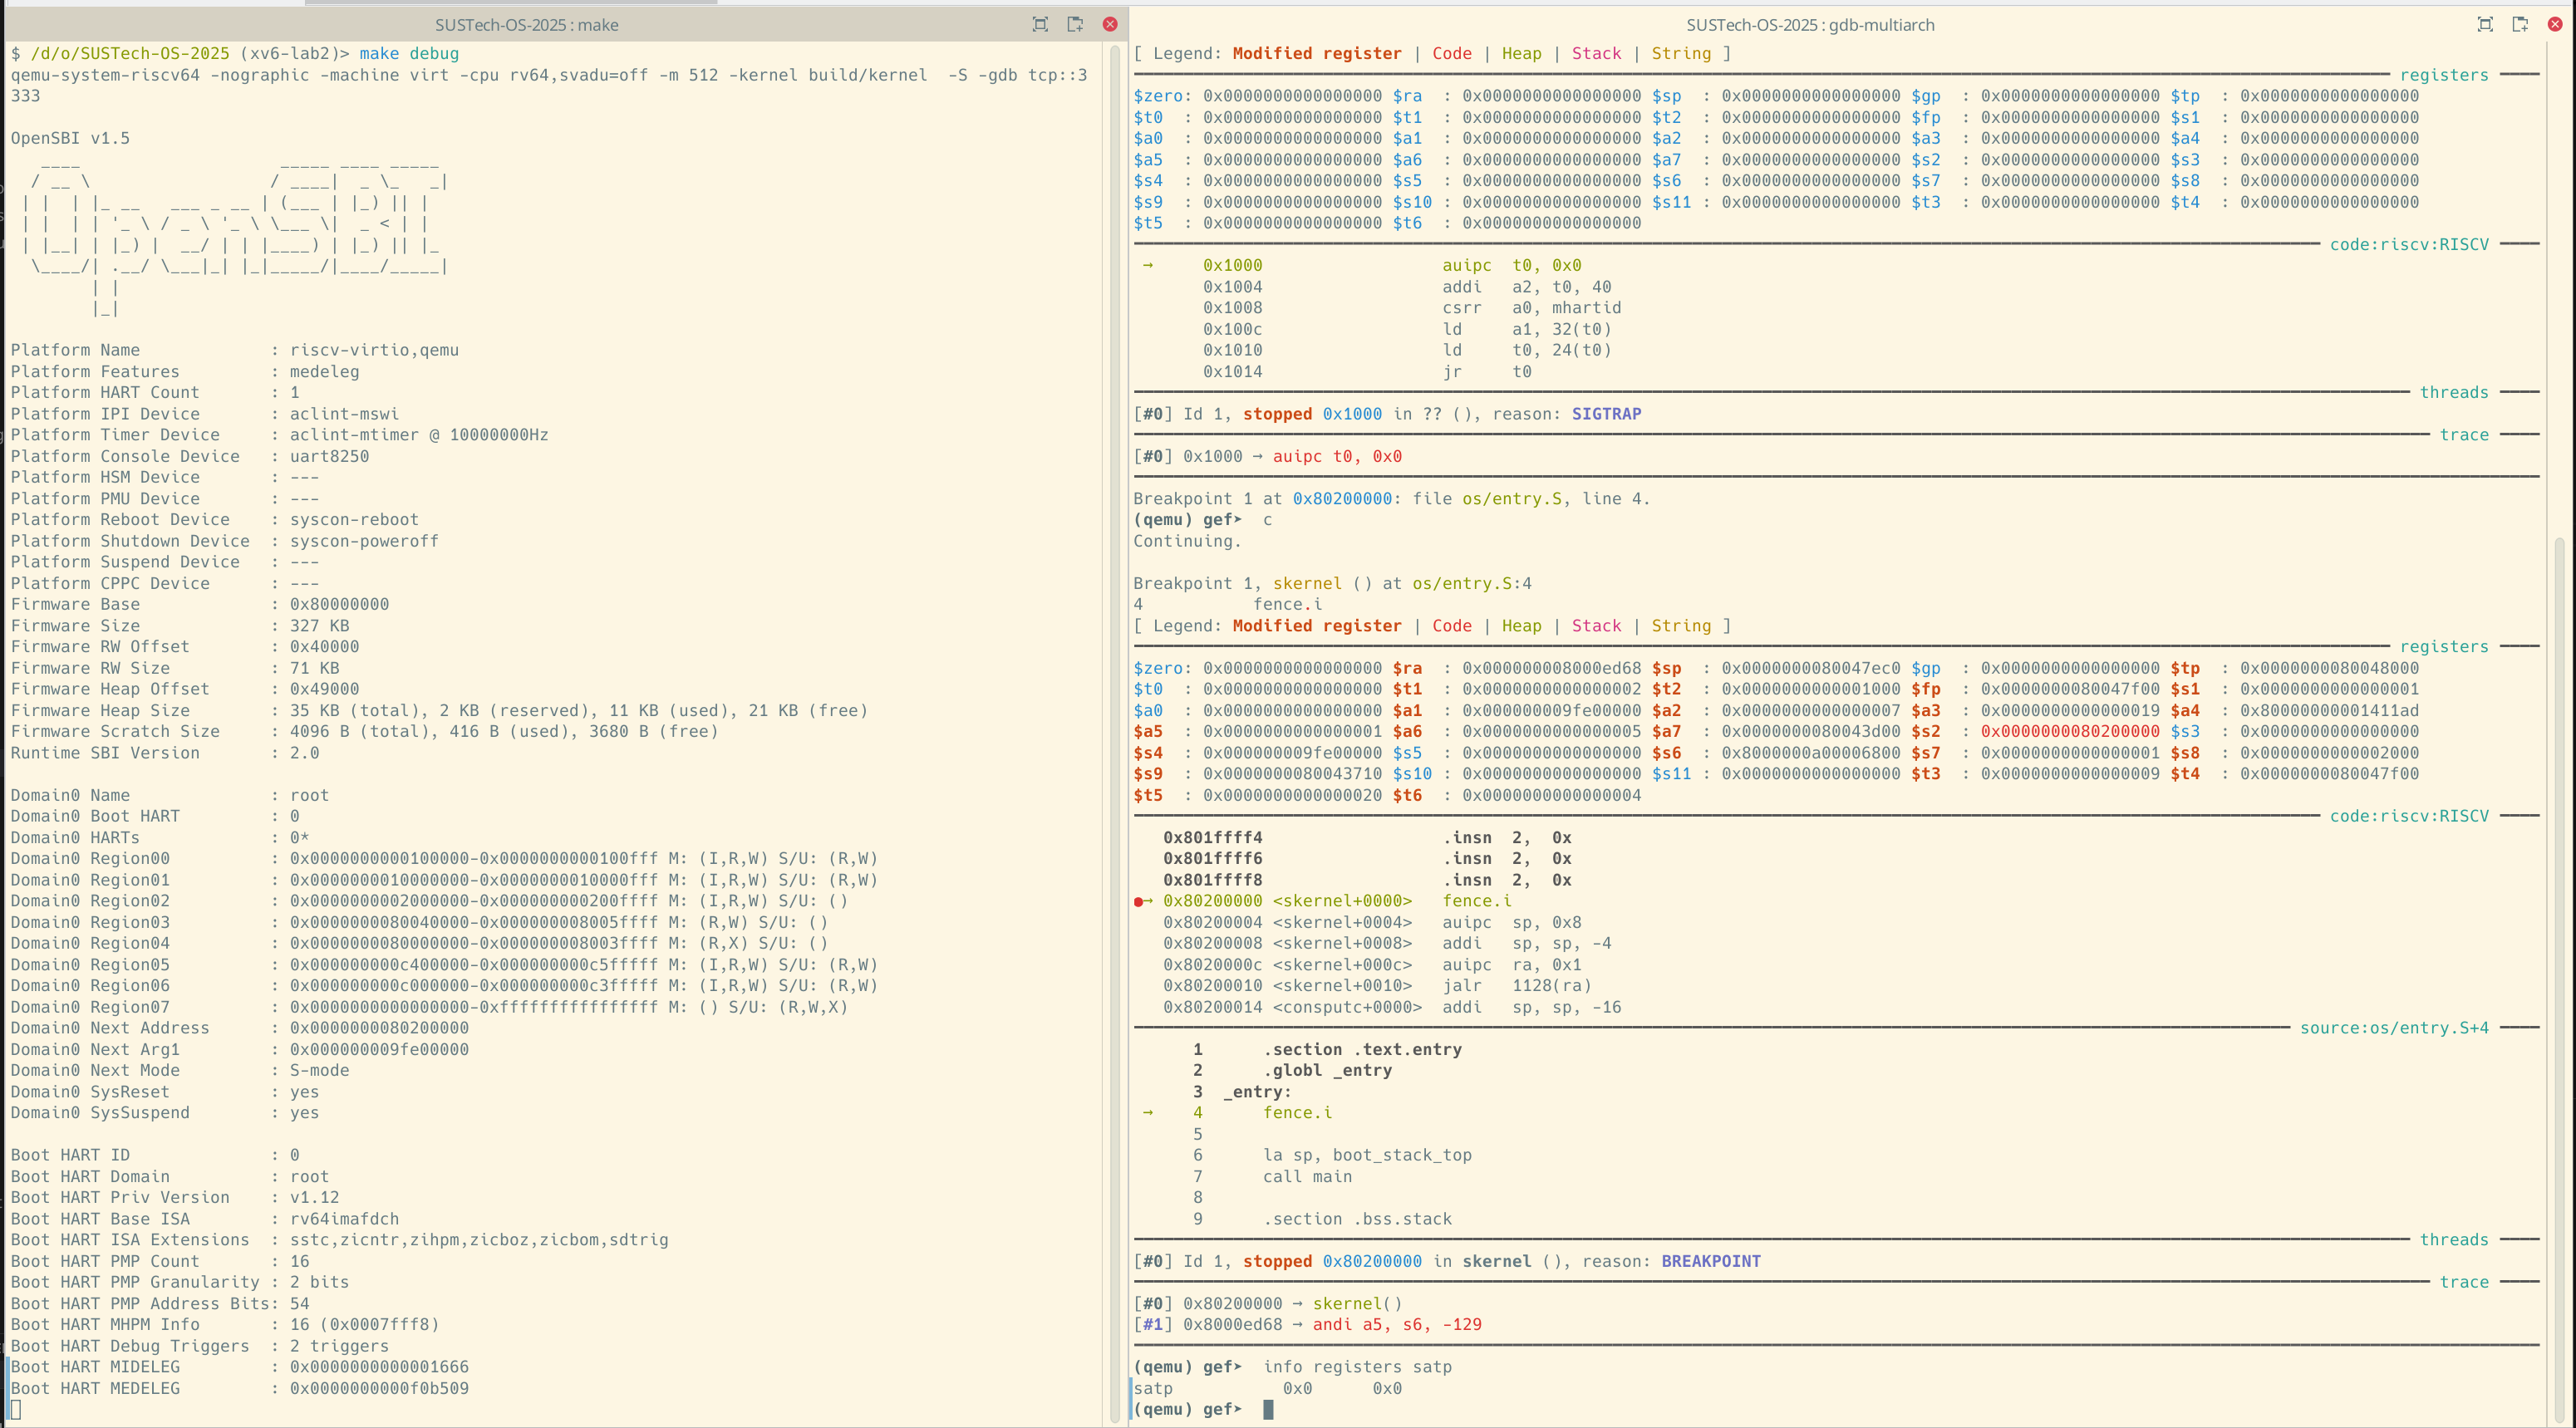 SUSTech-OS-2025 : make
$ /d/o/SUSTech-OS-2025 (xv6-lab2)> make debug
qemu-system-riscv64 -nographic -machine virt -cpu rv64,svadu=off -m 512 -kernel build/kernel  -S -gdb tcp::3
333
OpenSBI v1.5
   ____                    _____ ____ _____
  / __ \                  / ____|  _ \_   _|
 | |  | |_ __   ___ _ __ | (___ | |_) || |
 | |  | | '_ \ / _ \ '_ \ \___ \|  _ < | |
 | |__| | |_) |  __/ | | |____) | |_) || |_
  \____/| .__/ \___|_| |_|_____/|____/_____|
        | |
        |_|
Platform Name             : riscv-virtio,qemu
Platform Features         : medeleg
Platform HART Count       : 1
Platform IPI Device       : aclint-mswi
Platform Timer Device     : aclint-mtimer @ 10000000Hz
Platform Console Device   : uart8250
Platform HSM Device       : ---
Platform PMU Device       : ---
Platform Reboot Device    : syscon-reboot
Platform Shutdown Device  : syscon-poweroff
Platform Suspend Device   : ---
Platform CPPC Device      : ---
Firmware Base             : 0x80000000
Firmware Size             : 327 KB
Firmware RW Offset        : 0x40000
Firmware RW Size          : 71 KB
Firmware Heap Offset      : 0x49000
Firmware Heap Size        : 35 KB (total), 2 KB (reserved), 11 KB (used), 21 KB (free)
Firmware Scratch Size     : 4096 B (total), 416 B (used), 3680 B (free)
Runtime SBI Version       : 2.0
Domain0 Name              : root
Domain0 Boot HART         : 0
Domain0 HARTs             : 0*
Domain0 Region00          : 0x0000000000100000-0x0000000000100fff M: (I,R,W) S/U: (R,W)
Domain0 Region01          : 0x0000000010000000-0x0000000010000fff M: (I,R,W) S/U: (R,W)
Domain0 Region02          : 0x0000000002000000-0x000000000200ffff M: (I,R,W) S/U: ()
Domain0 Region03          : 0x0000000080040000-0x000000008005ffff M: (R,W) S/U: ()
Domain0 Region04          : 0x0000000080000000-0x000000008003ffff M: (R,X) S/U: ()
Domain0 Region05          : 0x000000000c400000-0x000000000c5fffff M: (I,R,W) S/U: (R,W)
Domain0 Region06          : 0x000000000c000000-0x000000000c3fffff M: (I,R,W) S/U: (R,W)
Domain0 Region07          : 0x0000000000000000-0xffffffffffffffff M: () S/U: (R,W,X)
Domain0 Next Address      : 0x0000000080200000
Domain0 Next Arg1         : 0x000000009fe00000
Domain0 Next Mode         : S-mode
Domain0 SysReset          : yes
Domain0 SysSuspend        : yes
Boot HART ID              : 0
Boot HART Domain          : root
Boot HART Priv Version    : v1.12
Boot HART Base ISA        : rv64imafdch
Boot HART ISA Extensions  : sstc,zicntr,zihpm,zicboz,zicbom,sdtrig
Boot HART PMP Count       : 16
Boot HART PMP Granularity : 2 bits
Boot HART PMP Address Bits: 54
Boot HART MHPM Info       : 16 (0x0007fff8)
Boot HART Debug Triggers  : 2 triggers
Boot HART MIDELEG         : 0x0000000000001666
Boot HART MEDELEG         : 0x0000000000f0b509
SUSTech-OS-2025 : gdb-multiarch
[ Legend: Modified register | Code | Heap | Stack | String ]
registers
$zero: 0x0000000000000000 $ra  : 0x0000000000000000 $sp  : 0x0000000000000000 $gp  : 0x0000000000000000 $tp  : 0x0000000000000000
$t0  : 0x0000000000000000 $t1  : 0x0000000000000000 $t2  : 0x0000000000000000 $fp  : 0x0000000000000000 $s1  : 0x0000000000000000
$a0  : 0x0000000000000000 $a1  : 0x0000000000000000 $a2  : 0x0000000000000000 $a3  : 0x0000000000000000 $a4  : 0x0000000000000000
$a5  : 0x0000000000000000 $a6  : 0x0000000000000000 $a7  : 0x0000000000000000 $s2  : 0x0000000000000000 $s3  : 0x0000000000000000
$s4  : 0x0000000000000000 $s5  : 0x0000000000000000 $s6  : 0x0000000000000000 $s7  : 0x0000000000000000 $s8  : 0x0000000000000000
$s9  : 0x0000000000000000 $s10 : 0x0000000000000000 $s11 : 0x0000000000000000 $t3  : 0x0000000000000000 $t4  : 0x0000000000000000
$t5  : 0x0000000000000000 $t6  : 0x0000000000000000
code:riscv:RISCV
→ 0x1000 auipc t0, 0x0
0x1004 addi a2, t0, 40
0x1008 csrr a0, mhartid
0x100c ld a1, 32(t0)
0x1010 ld t0, 24(t0)
0x1014 jr t0
threads
[#0] Id 1, stopped 0x1000 in ?? (), reason: SIGTRAP
trace
[#0] 0x1000 → auipc t0, 0x0
Breakpoint 1 at 0x80200000: file os/entry.S, line 4.
(qemu) gef➤  c
Continuing.
Breakpoint 1, skernel () at os/entry.S:4
4           fence.i
[ Legend: Modified register | Code | Heap | Stack | String ]
registers
$zero: 0x0000000000000000 $ra  : 0x000000008000ed68 $sp  : 0x0000000080047ec0 $gp  : 0x0000000000000000 $tp  : 0x0000000080048000
$t0  : 0x0000000000000000 $t1  : 0x0000000000000002 $t2  : 0x0000000000001000 $fp  : 0x0000000080047f00 $s1  : 0x0000000000000001
$a0  : 0x0000000000000000 $a1  : 0x000000009fe00000 $a2  : 0x0000000000000007 $a3  : 0x0000000000000019 $a4  : 0x80000000001411ad
$a5  : 0x0000000000000001 $a6  : 0x0000000000000005 $a7  : 0x0000000080043d00 $s2  : 0x0000000080200000 $s3  : 0x0000000000000000
$s4  : 0x000000009fe00000 $s5  : 0x0000000000000000 $s6  : 0x8000000a00006800 $s7  : 0x0000000000000001 $s8  : 0x0000000000002000
$s9  : 0x0000000080043710 $s10 : 0x0000000000000000 $s11 : 0x0000000000000000 $t3  : 0x0000000000000009 $t4  : 0x0000000080047f00
$t5  : 0x0000000000000020 $t6  : 0x0000000000000004
code:riscv:RISCV
0x801ffff4 .insn 2, 0x
0x801ffff6 .insn 2, 0x
0x801ffff8 .insn 2, 0x
●→ 0x80200000 <skernel+0000> fence.i
0x80200004 <skernel+0004> auipc sp, 0x8
0x80200008 <skernel+0008> addi sp, sp, -4
0x8020000c <skernel+000c> auipc ra, 0x1
0x80200010 <skernel+0010> jalr 1128(ra)
0x80200014 <consputc+0000> addi sp, sp, -16
source:os/entry.S+4
1 .section .text.entry
2 .globl _entry
3 _entry:
→ 4 fence.i
5
6 la sp, boot_stack_top
7 call main
8
9 .section .bss.stack
threads
[#0] Id 1, stopped 0x80200000 in skernel (), reason: BREAKPOINT
trace
[#0] 0x80200000 → skernel()
[#1] 0x8000ed68 → andi a5, s6, -129
(qemu) gef➤  info registers satp
satp           0x0      0x0
(qemu) gef➤